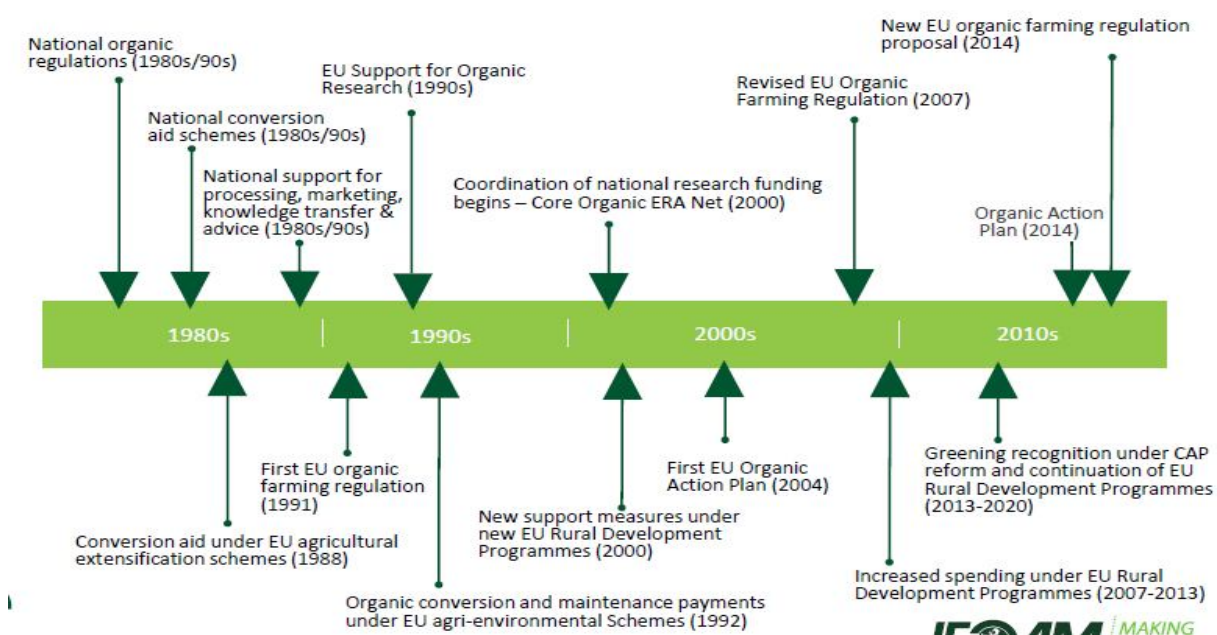 National organic
regulations (1980s/90s)
National conversion
aid schemes (1980s/90s)
National support for
processing, marketing,
knowledge transfer &
advice (1980s/90s)
EU Support for Organic
Research (1990s)
Coordination of national research funding
begins – Core Organic ERA Net (2000)
Revised EU Organic
Farming Regulation (2007)
Organic Action
Plan (2014)
New EU organic farming regulation
proposal (2014)
1980s
1990s
2000s
2010s
Conversion aid under EU agricultural
extensification schemes (1988)
First EU organic
farming regulation
(1991)
Organic conversion and maintenance payments
under EU agri-environmental Schemes (1992)
New support measures under
new EU Rural Development
Programmes (2000)
First EU Organic
Action Plan (2004)
Increased spending under EU Rural
Development Programmes (2007-2013)
Greening recognition under CAP
reform and continuation of EU
Rural Development Programmes
(2013-2020)
IFOAM
MAKING